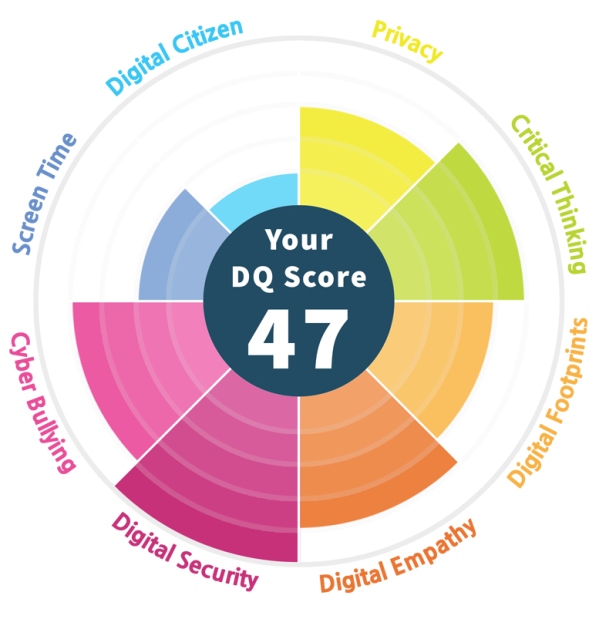 Digital Citizen
Privacy
Critical Thinking
Screen Time
Your
DQ Score
47
Cyber Bullying
Digital Footprints
Digital Security
Digital Empathy